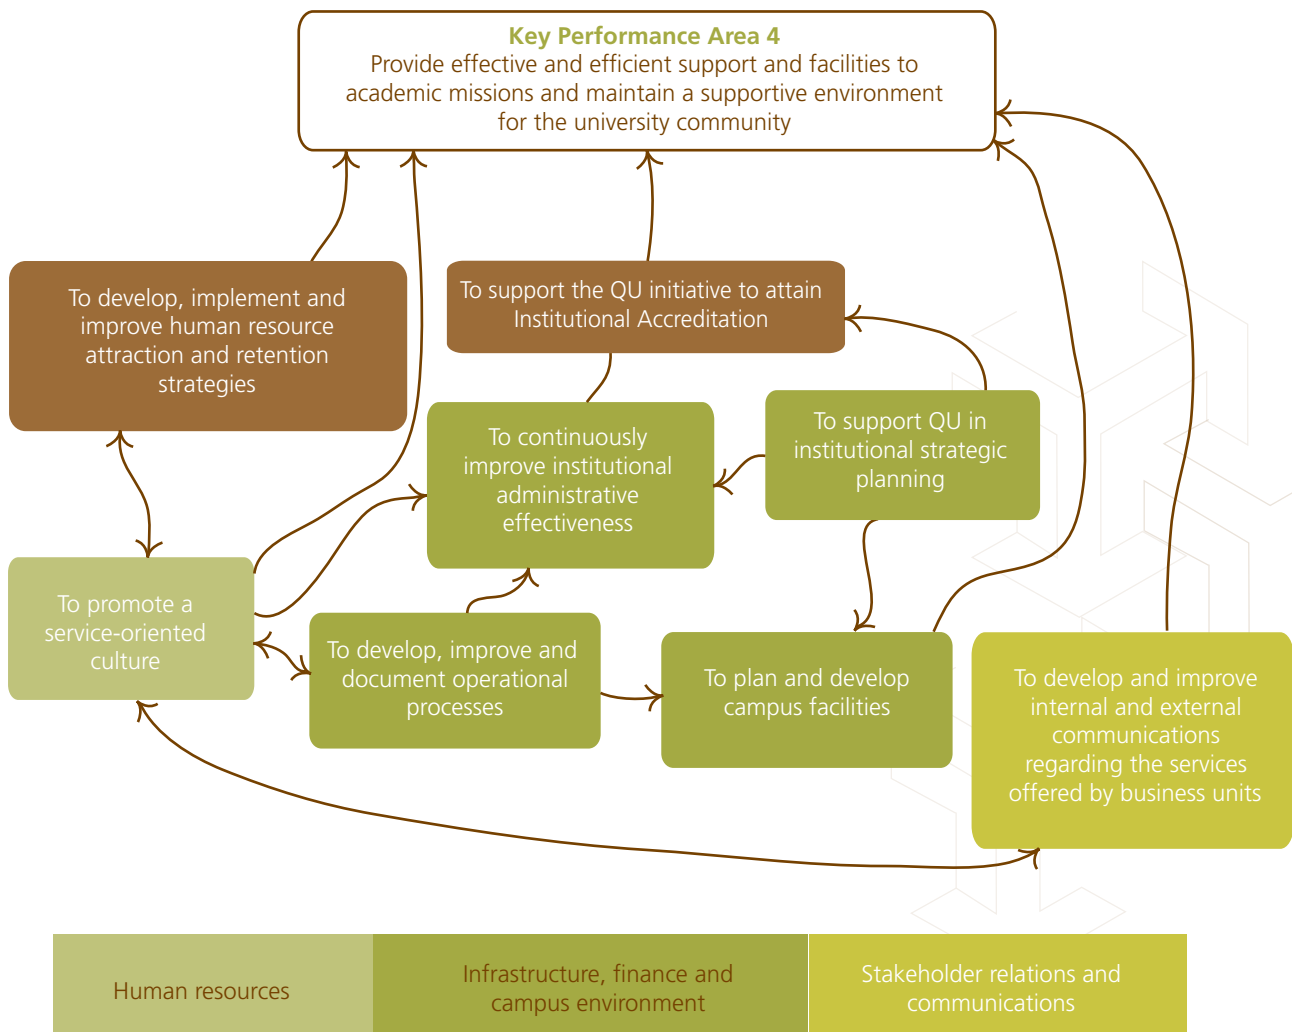 Key Performance Area 4
Provide effective and efficient support and facilities to
academic missions and maintain a supportive environment
for the university community
To develop, implement and
improve human resource
attraction and retention
strategies
To support the QU initiative to attain
Institutional Accreditation
To continuously
improve institutional
administrative
effectiveness
To support QU in
institutional strategic
planning
To promote a
service-oriented
culture
To develop, improve and
document operational
processes
To plan and develop
campus facilities
To develop and improve
internal and external
communications
regarding the services
offered by business units
Human resources
Infrastructure, finance and
campus environment
Stakeholder relations and
communications